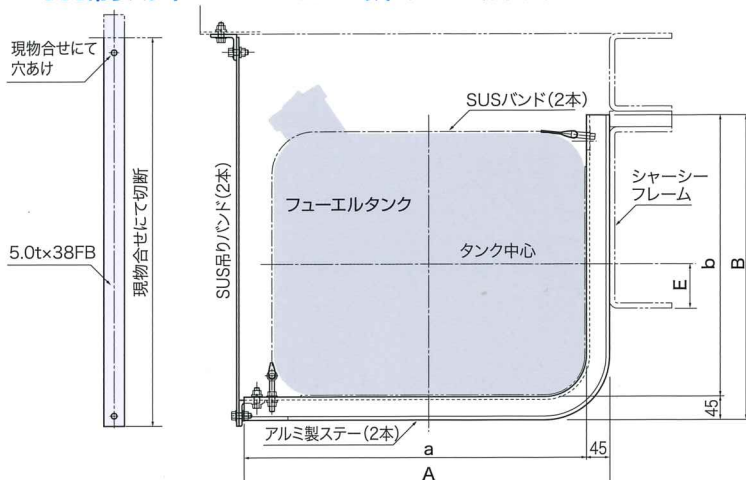 現物合せにて
穴あけ
5.0t×38FB
現物合せにて切断
SUS吊りバンド(2本)
SUSバンド(2本)
フューエルタンク
タンク中心
シャーシー
フレーム
E
b
B
45
アルミ製ステー(2本)
a
45
A